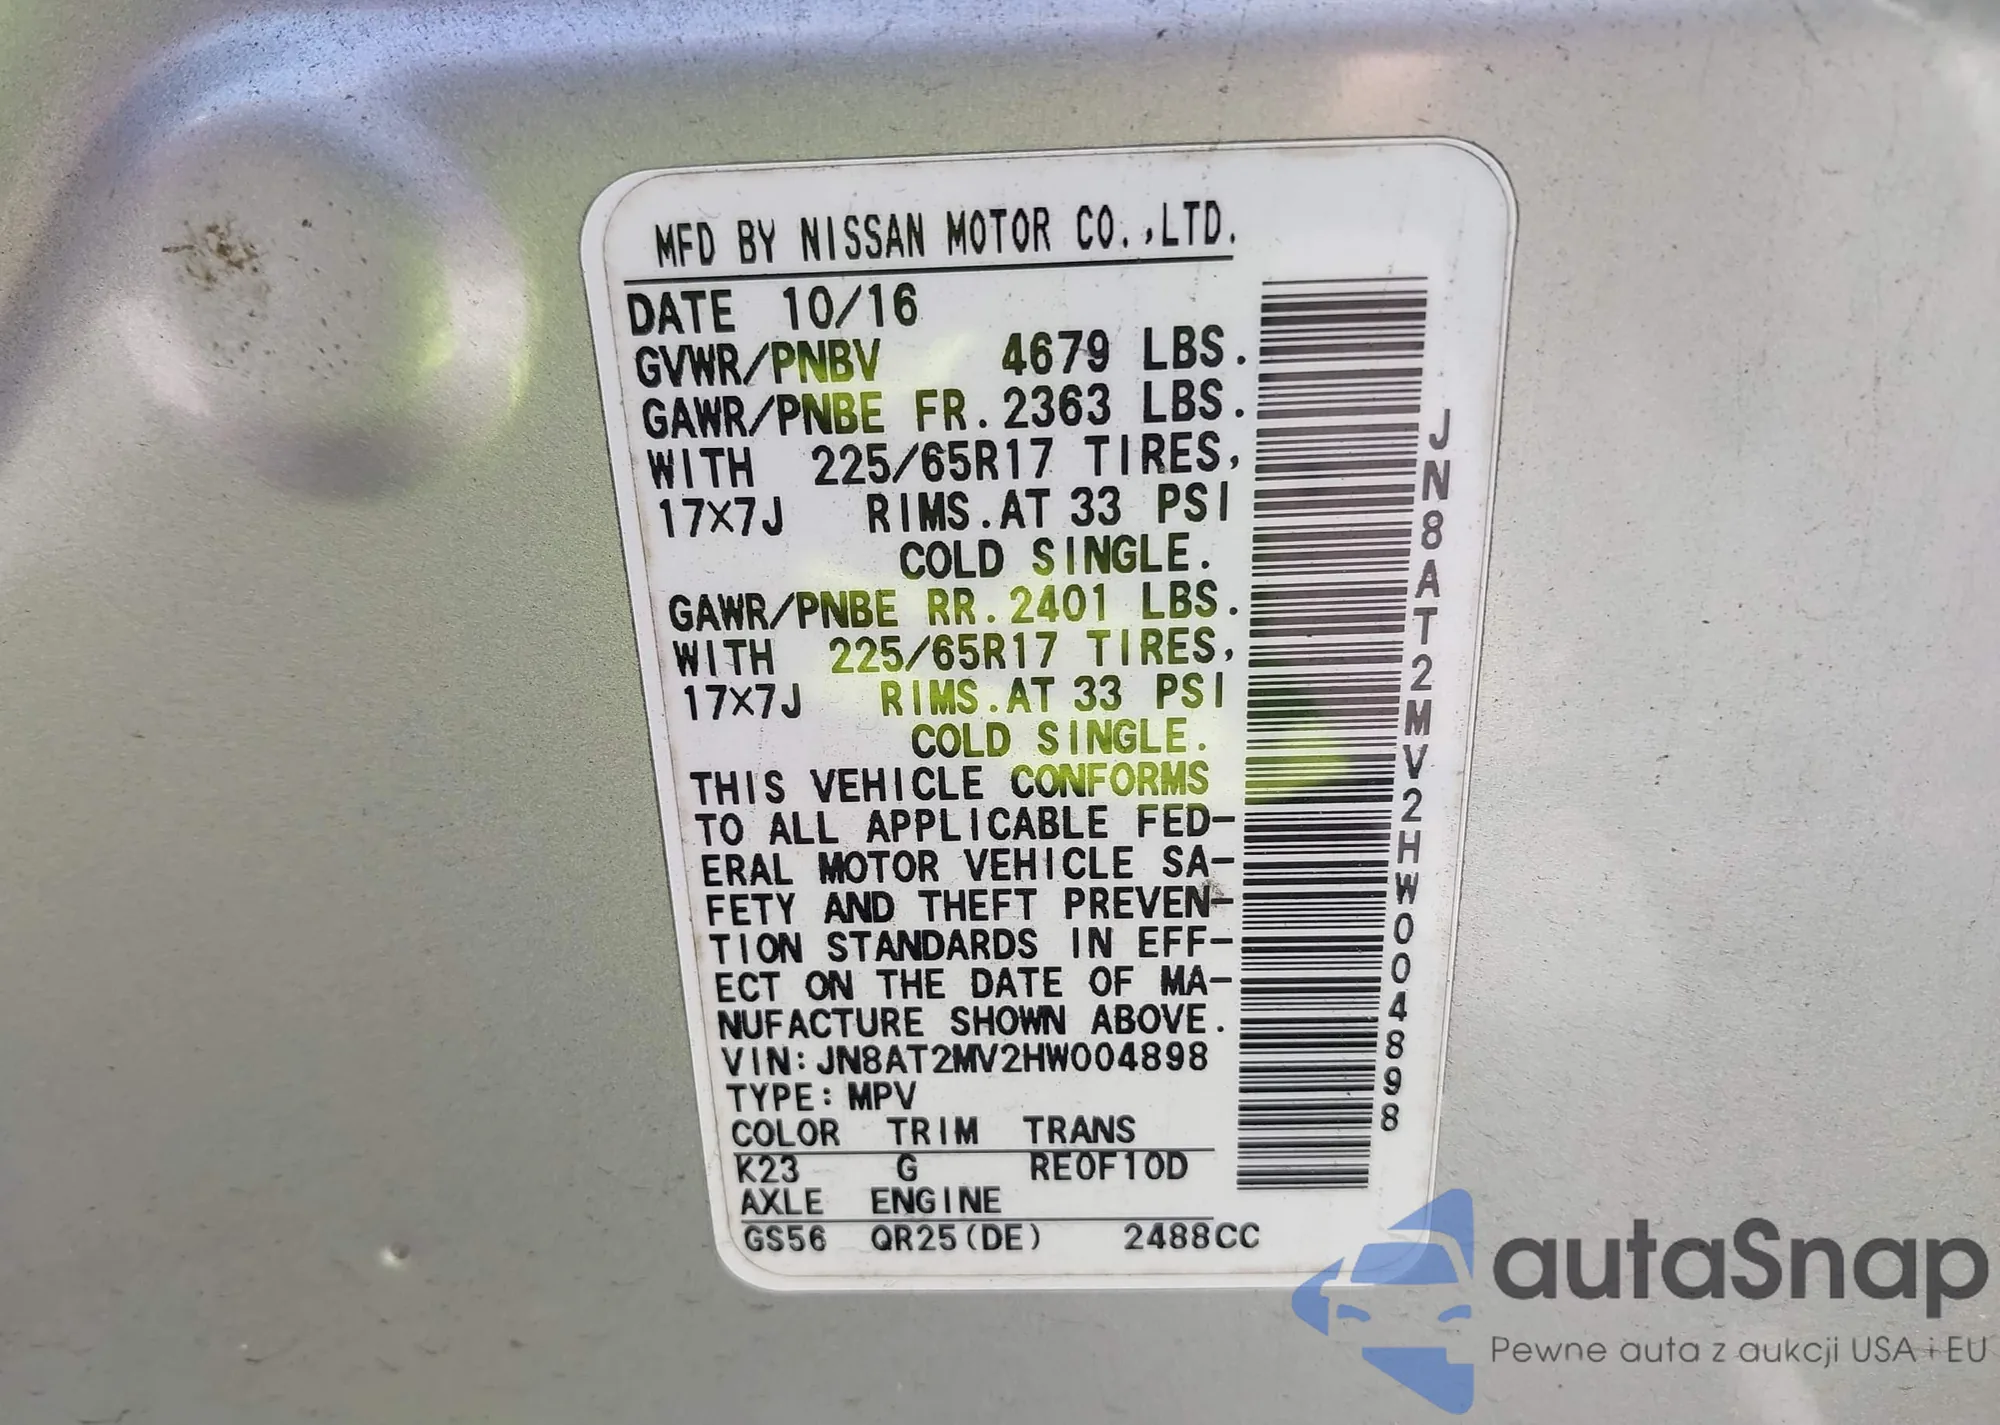 MFD BY NISSAN MOTOR CO.,LTD.
DATE 10/16
GVWR/PNBV 4679 LBS.
GAWR/PNBE FR.2363 LBS.
WITH 225/65R17 TIRES,
17X7J RIMS.AT 33 PSI
COLD SINGLE.
GAWR/PNBE RR.2401 LBS.
WITH 225/65R17 TIRES,
17X7J RIMS.AT 33 PSI
COLD SINGLE.
THIS VEHICLE CONFORMS
TO ALL APPLICABLE FED-
ERAL MOTOR VEHICLE SA-
FETY AND THEFT PREVEN-
TION STANDARDS IN EFF-
ECT ON THE DATE OF MA-
NUFACTURE SHOWN ABOVE.
VIN:JN8AT2MV2HW004898
TYPE:MPV
COLOR TRIM TRANS
K23 G RE0F10D
AXLE ENGINE
GS56 QR25(DE) 2488CC
JN8AT2MV2HW004898
autaSnap
Pewne auta z aukcji USA i EU